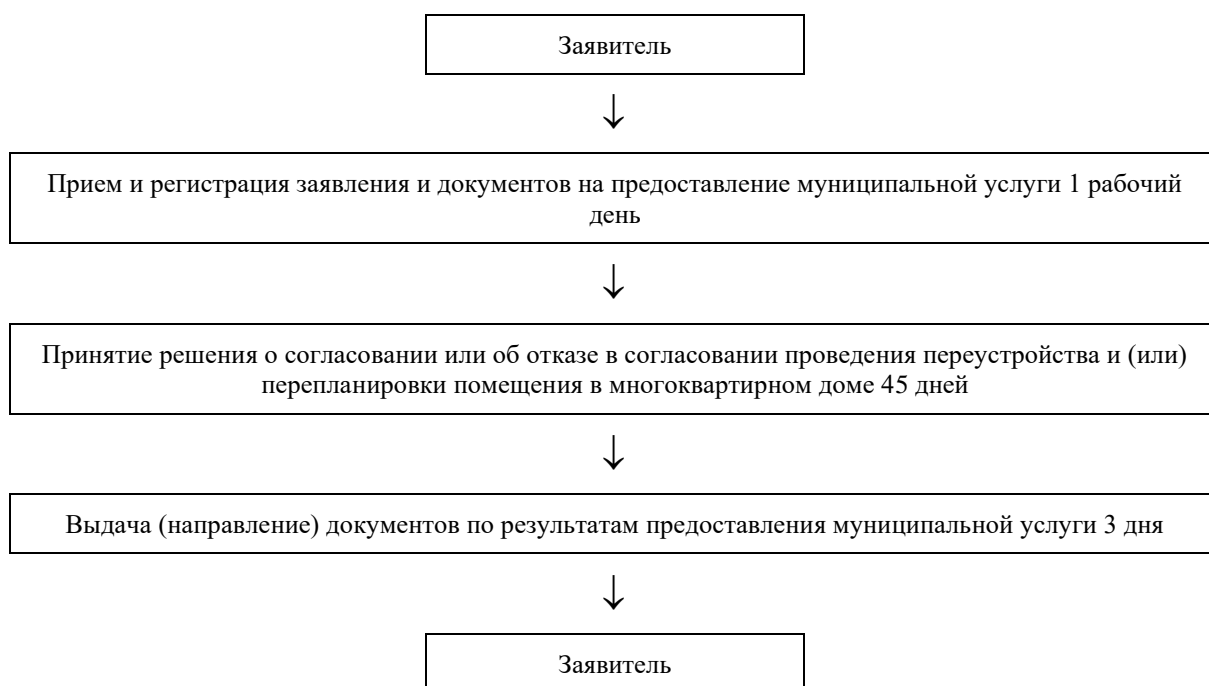 Заявитель
↓
Прием и регистрация заявления и документов на предоставление муниципальной услуги 1 рабочий
день
↓
Принятие решения о согласовании или об отказе в согласовании проведения переустройства и (или)
перепланировки помещения в многоквартирном доме 45 дней
↓
Выдача (направление) документов по результатам предоставления муниципальной услуги 3 дня
↓
Заявитель